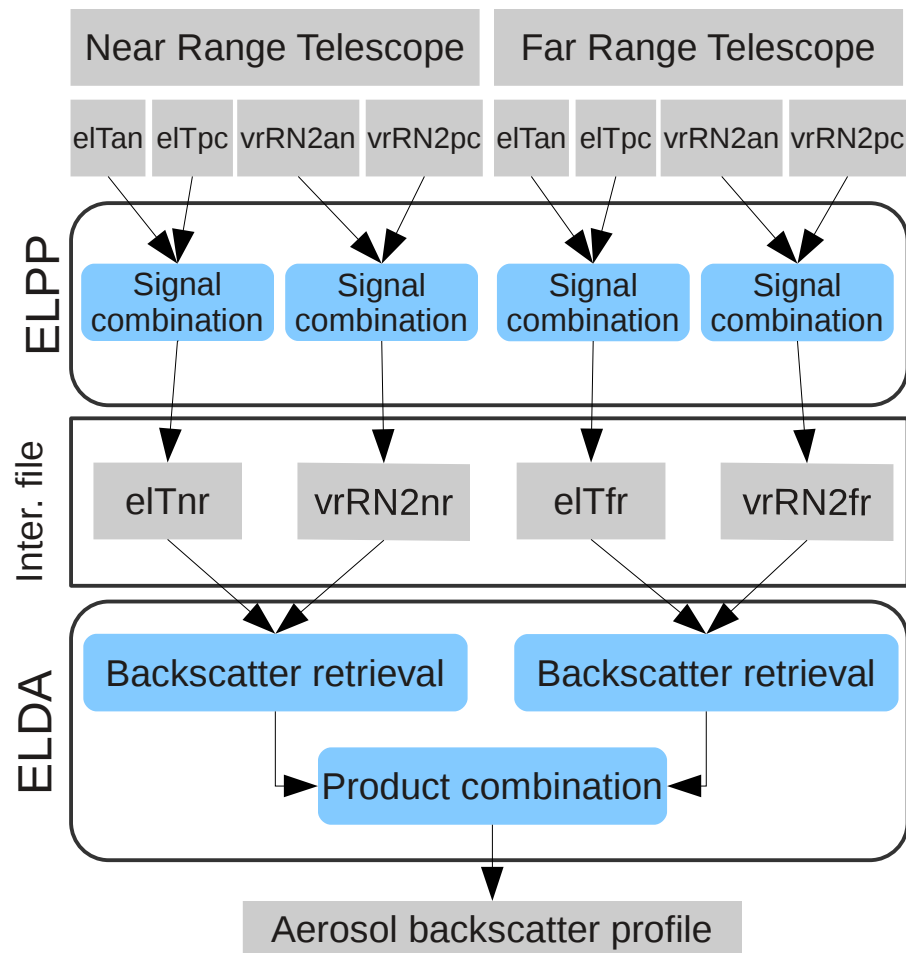 Near Range Telescope
Far Range Telescope
elTan
elTpc
vrRN2an
vrRN2pc
elTan
elTpc
vrRN2an
vrRN2pc
ELPP
Signal
combination
Signal
combination
Signal
combination
Signal
combination
Inter. file
elTnr
vrRN2nr
elTfr
vrRN2fr
ELDA
Backscatter retrieval
Backscatter retrieval
Product combination
Aerosol backscatter profile